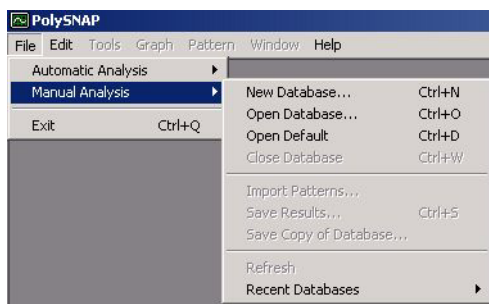 PolySNAP
File Edit Tools Graph Pattern Window Help
Automatic Analysis
Manual Analysis
Exit Ctrl+Q
New Database... Ctrl+N
Open Database... Ctrl+O
Open Default Ctrl+D
Close Database Ctrl+W
Import Patterns...
Save Results... Ctrl+S
Save Copy of Database...
Refresh
Recent Databases